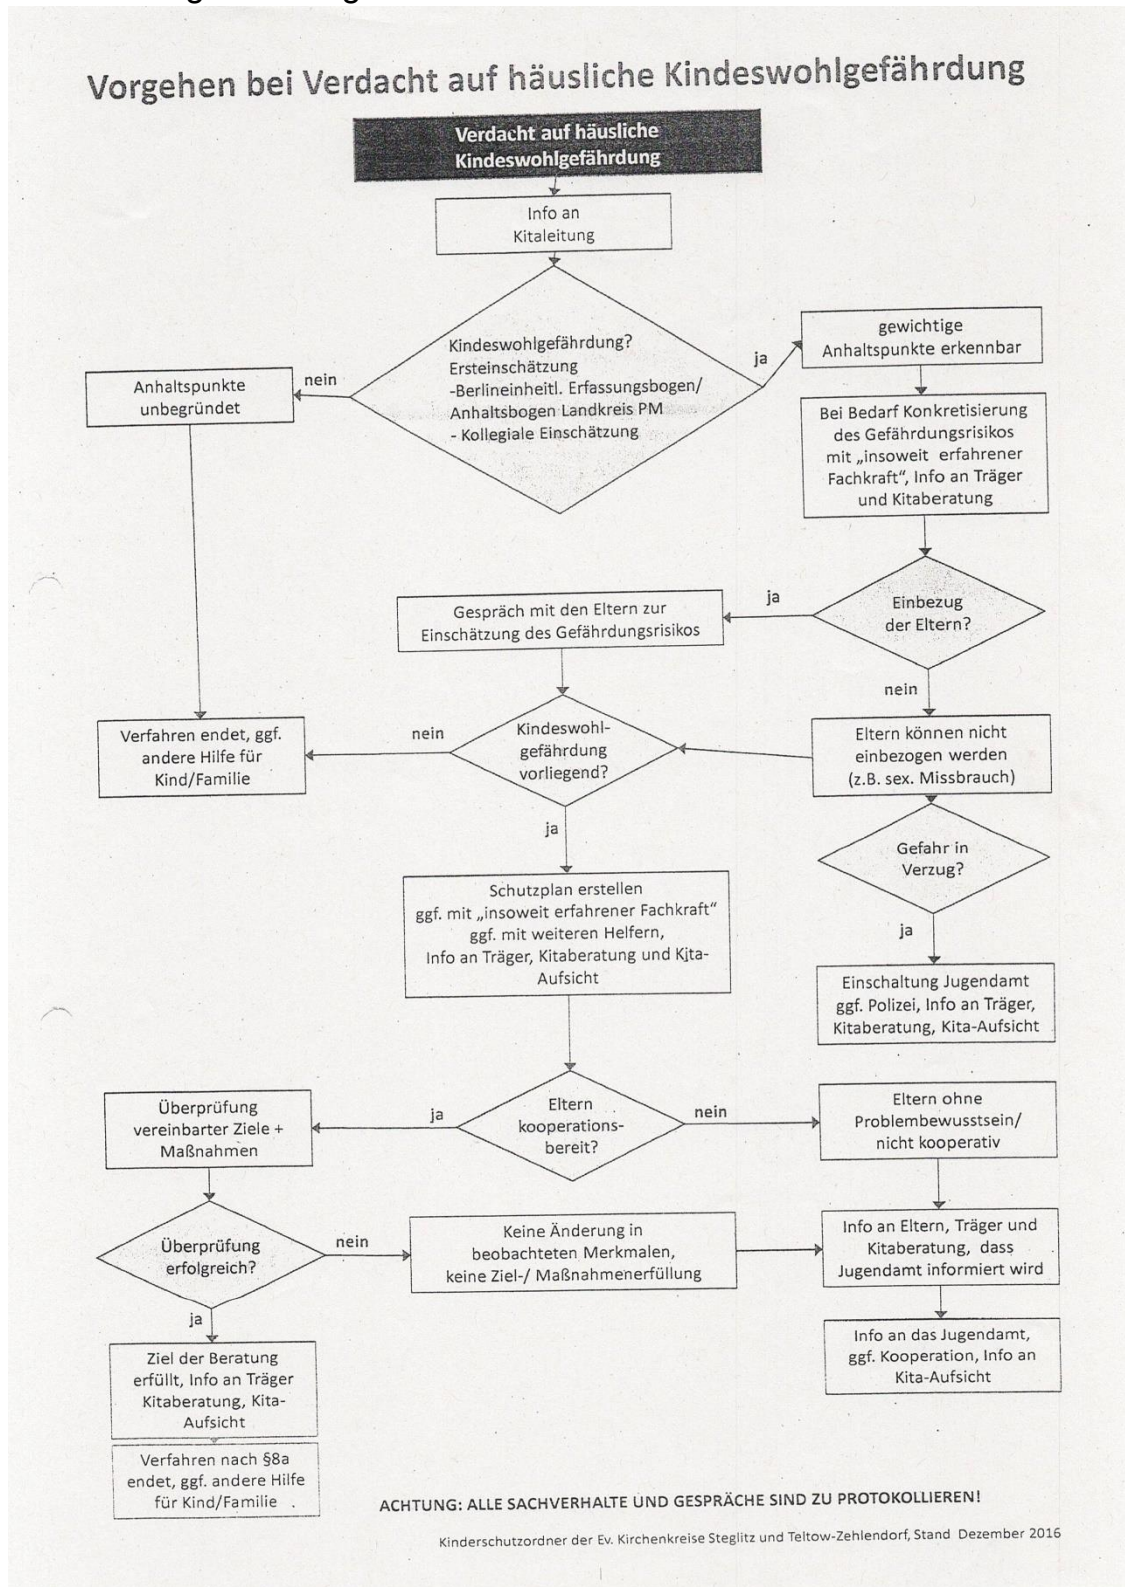 Vorgehen bei Verdacht auf häusliche Kindeswohlgefährdung
Verdacht auf häusliche
Kindeswohlgefährdung
Info an
Kitaleitung
Kindeswohlgefährdung?
Ersteinschätzung
-Berlineinheitl. Erfassungsbogen/
Anhaltsbogen Landkreis PM
- Kollegiale Einschätzung
ja
gewichtige
Anhaltspunkte erkennbar
nein
Anhaltspunkte
unbegründet
Bei Bedarf Konkretisierung
des Gefährdungsrisikos
mit „insoweit erfahrener
Fachkraft“, Info an Träger
und Kitaberatung
Einbezug
der Eltern?
ja
Gespräch mit den Eltern zur
Einschätzung des Gefährdungsrisikos
nein
Eltern können nicht
einbezogen werden
(z.B. sex. Missbrauch)
Kindeswohl-
gefährdung
vorliegend?
nein
Verfahren endet, ggf.
andere Hilfe für
Kind/Familie
ja
Gefahr in
Verzug?
ja
Einschaltung Jugendamt
ggf. Polizei, Info an Träger,
Kitaberatung, Kita-Aufsicht
Schutzplan erstellen
ggf. mit „insoweit erfahrener Fachkraft“
ggf. mit weiteren Helfern,
Info an Träger, Kitaberatung und Kita-
Aufsicht
Eltern
kooperations-
bereit?
ja
Überprüfung
vereinbarter Ziele +
Maßnahmen
nein
Eltern ohne
Problembewusstsein/
nicht kooperativ
Überprüfung
erfolgreich?
nein
Keine Änderung in
beobachteten Merkmalen,
keine Ziel-/ Maßnahmenerfüllung
Info an Eltern, Träger und
Kitaberatung, dass
Jugendamt informiert wird
ja
Ziel der Beratung
erfüllt, Info an Träger
Kitaberatung, Kita-
Aufsicht
Info an das Jugendamt,
ggf. Kooperation, Info an
Kita-Aufsicht
Verfahren nach §8a
endet, ggf. andere Hilfe
für Kind/Familie .
ACHTUNG: ALLE SACHVERHALTE UND GESPRÄCHE SIND ZU PROTOKOLLIEREN!
Kinderschutzordner der Ev. Kirchenkreise Steglitz und Teltow-Zehlendorf, Stand Dezember 2016